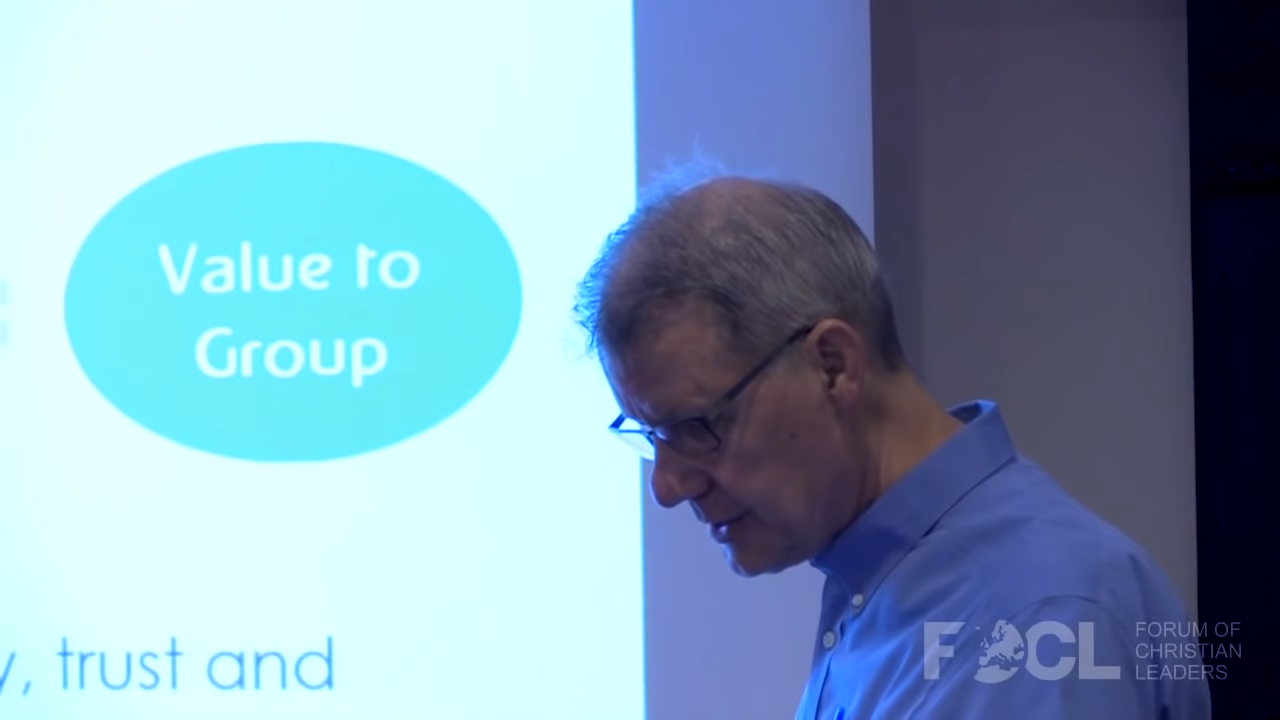 Value to
Group
y, trust and
FOCL
FORUM OF
CHRISTIAN
LEADERS